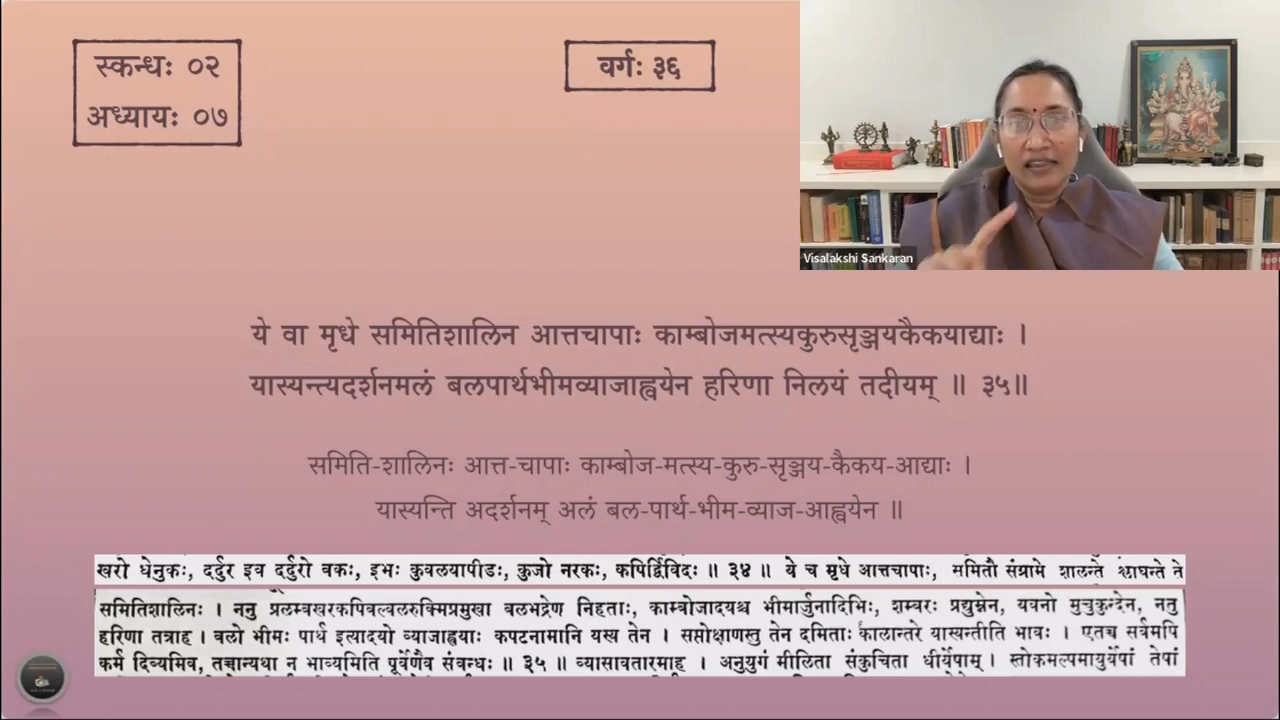 स्कन्धः ०२
अध्यायः ०७
वर्गः ३६
Visalakshi Sankaran
ये वा मृधे समितिशालिन आत्तचापाः काम्बोजमत्स्यकुरुसृञ्जयकैकयाद्याः ।
यास्यन्त्यदर्शनमलं बलपार्थभीमव्याजाह्वयेन हरिणा निलयं तदीयम् ॥ ३५॥
समिति-शालिनः आत्त-चापाः काम्बोज-मत्स्य-कुरु-सृञ्जय-कैकय-आद्याः ।
यास्यन्ति अदर्शनम् अलं बल-पार्थ-भीम-व्याज-आह्वयेन ॥
खरो धेनुकः, दर्दुर इव दर्दुरो वकः, इभः कुवलयापीडः, कुजो नरकः, कपिर्द्विविदः ॥ ३४ ॥ ये च मृधे आत्तचापाः, समितौ संग्रामे शालन्ते श्लाघन्ते ते
समितिशालिनः । ननु प्रलम्बखरकपिवल्वलरुक्मिप्रमुखा बलभद्रेण निहताः, काम्बोजादयश्च भीमार्जुनादिभिः, शम्बरः प्रद्युम्नेन, यवनो मुचुकुन्देन, नतु
हरिणा तत्राह । बलो भीमः पार्थ इत्यादयो व्याजाह्वयाः कपटनामानि यस्य तेन । सप्तोक्षाणस्तु तेन दमिताः कालान्तरे यास्यन्तीति भावः । एतच्च सर्वमपि
कर्म दिव्यमिव, तच्चान्यथा न भाव्यमिति पूर्वेणैव संबन्धः ॥ ३५ ॥ व्यासावतारमाह । अनुयुगं मीलिता संकुचिता धीर्येषाम् । स्तोकमल्पमायुर्येषां तेषां